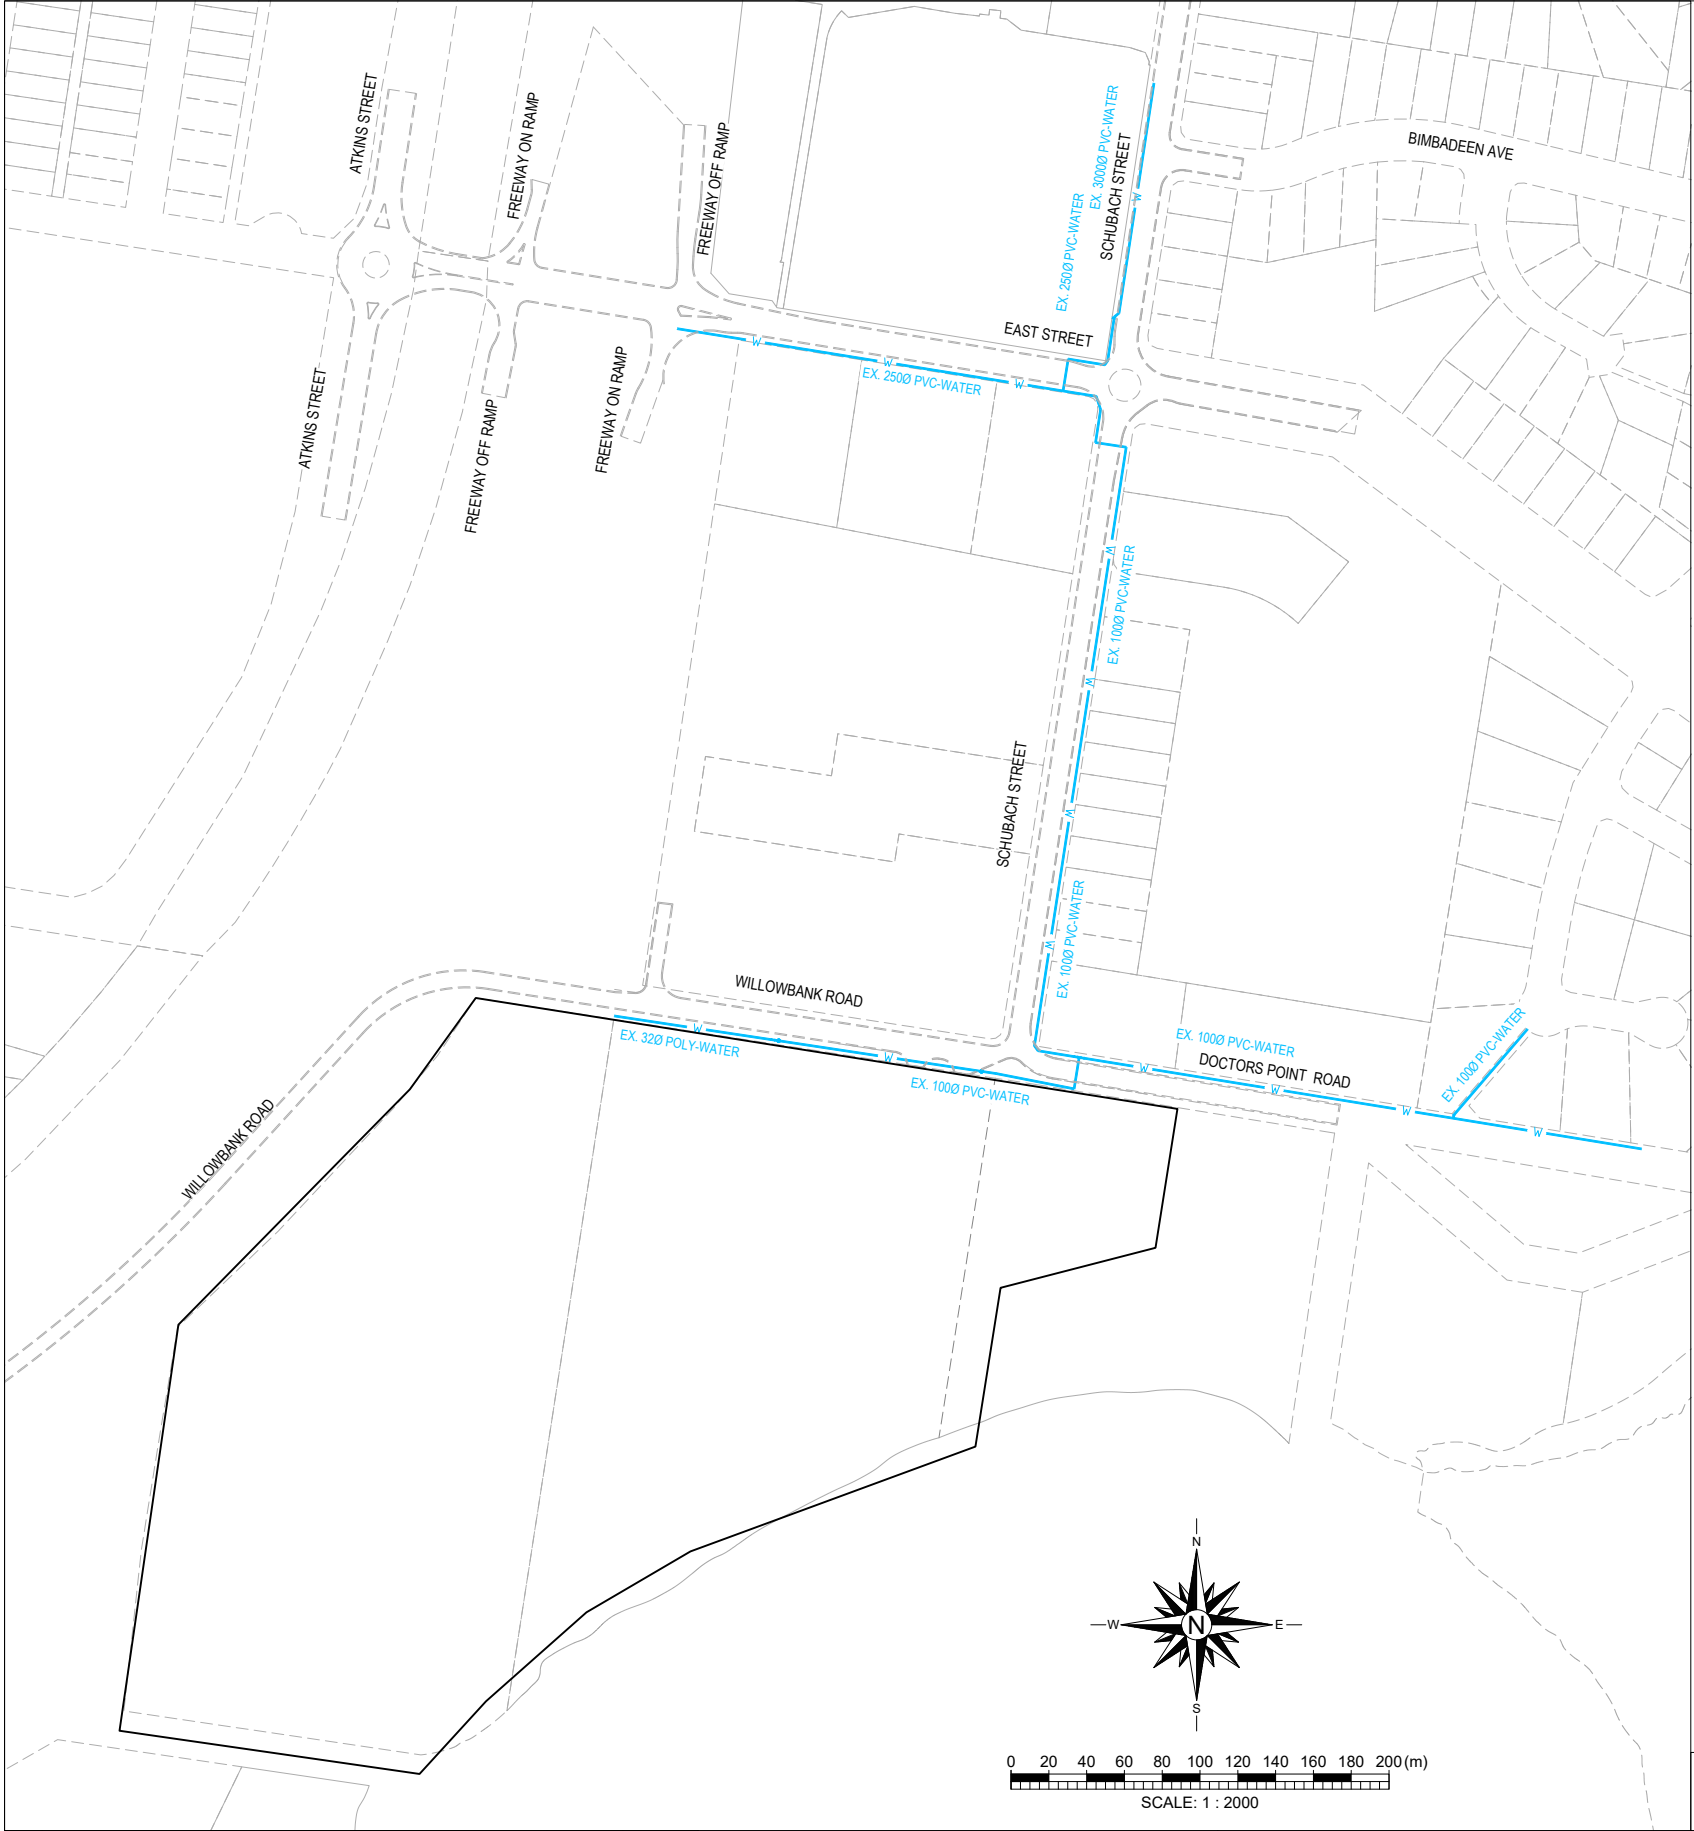 ATKINS STREET
FREEWAY ON RAMP
FREEWAY OFF RAMP
EX. 300Ø PVC-WATER
SCHUBACH STREET
BIMBADEEN AVE
EX. 250Ø PVC-WATER
EAST STREET
W
W
W
W
EX. 250Ø PVC-WATER
ATKINS STREET
FREEWAY OFF RAMP
FREEWAY ON RAMP
W
EX. 100Ø PVC-WATER
W
SCHUBACH STREET
W
EX. 100Ø PVC-WATER
W
WILLOWBANK ROAD
W
EX. 32Ø POLY-WATER
W
EX. 100Ø PVC-WATER
EX. 100Ø PVC-WATER
DOCTORS POINT ROAD
W
W
W
W
EX. 100Ø PVC-WATER
WILLOWBANK ROAD
N
W
N
E
S
0 20 40 60 80 100 120 140 160 180 200 (m)
SCALE: 1 : 2000